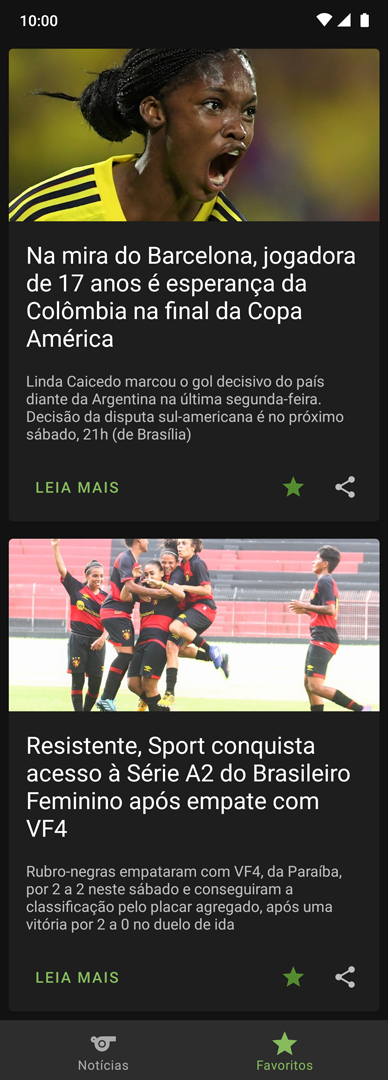 10:00
Na mira do Barcelona, jogadora
de 17 anos é esperança da
Colômbia na final da Copa
América
Linda Caicedo marcou o gol decisivo do país
diante da Argentina na última segunda-feira.
Decisão da disputa sul-americana é no próximo
sábado, 21h (de Brasília)
LEIA MAIS
Resistente, Sport conquista
acesso à Série A2 do Brasileiro
Feminino após empate com
VF4
Rubro-negras empataram com VF4, da Paraíba,
por 2 a 2 neste sábado e conseguiram a
classificação pelo placar agregado, após uma
vitória por 2 a 0 no duelo de ida
LEIA MAIS
Notícias
Favoritos